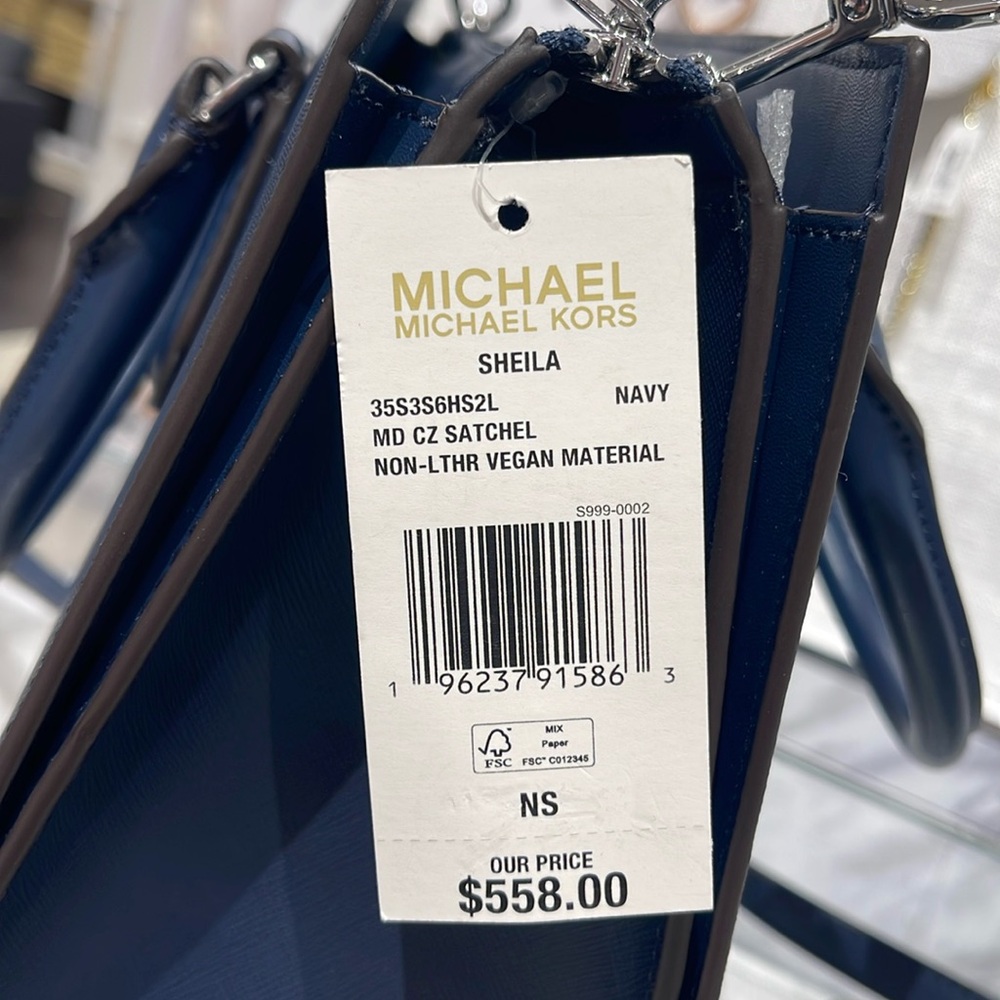 MICHAEL
MICHAEL KORS
SHEILA
35S3S6HS2L NAVY
MD CZ SATCHEL
NON-LTHR VEGAN MATERIAL
S999-0002
1 96237 91586 3
FSC
MIX
Paper
FSC™ C012345
NS
OUR PRICE
$558.00